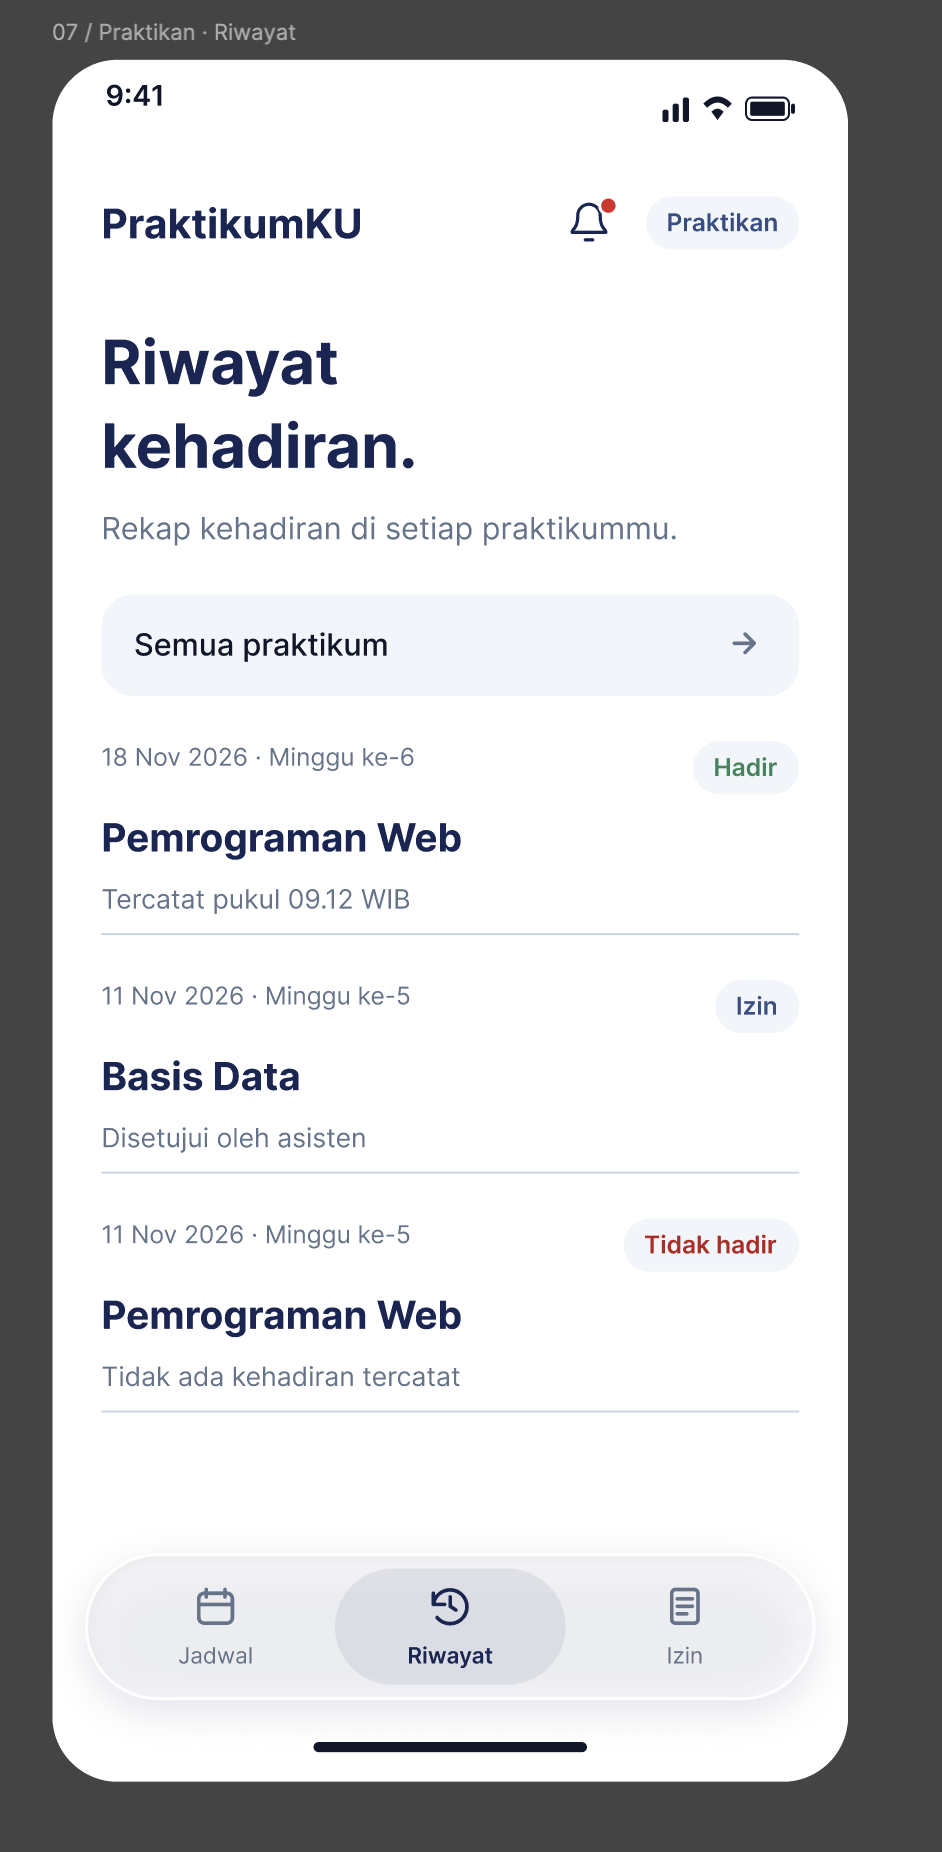 07 / Praktikan · Riwayat
9:41
PraktikumKU
Praktikan
Riwayat
kehadiran.
Rekap kehadiran di setiap praktikummu.
Semua praktikum
18 Nov 2026 · Minggu ke-6
Hadir
Pemrograman Web
Tercatat pukul 09.12 WIB
11 Nov 2026 · Minggu ke-5
Izin
Basis Data
Disetujui oleh asisten
11 Nov 2026 · Minggu ke-5
Tidak hadir
Pemrograman Web
Tidak ada kehadiran tercatat
Jadwal
Riwayat
Izin